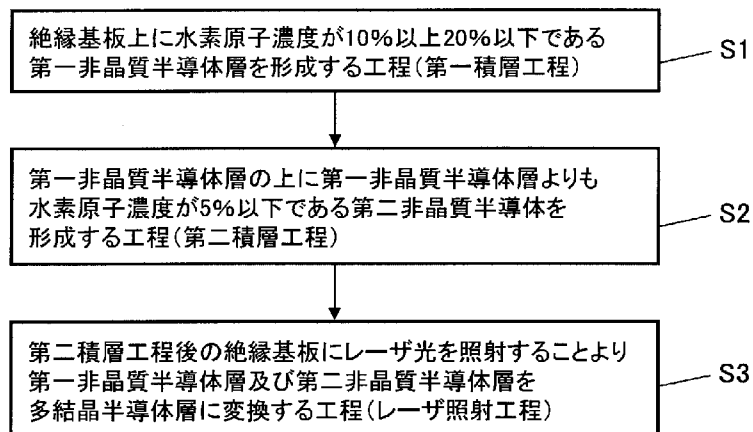 絶縁基板上に水素原子濃度が10%以上20%以下である
第一非晶質半導体層を形成する工程(第一積層工程)
S1
第一非晶質半導体層の上に第一非晶質半導体層よりも
水素原子濃度が5%以下である第二非晶質半導体を
形成する工程(第二積層工程)
S2
第二積層工程後の絶縁基板にレーザ光を照射することより
第一非晶質半導体層及び第二非晶質半導体層を
多結晶半導体層に変換する工程(レーザ照射工程)
S3